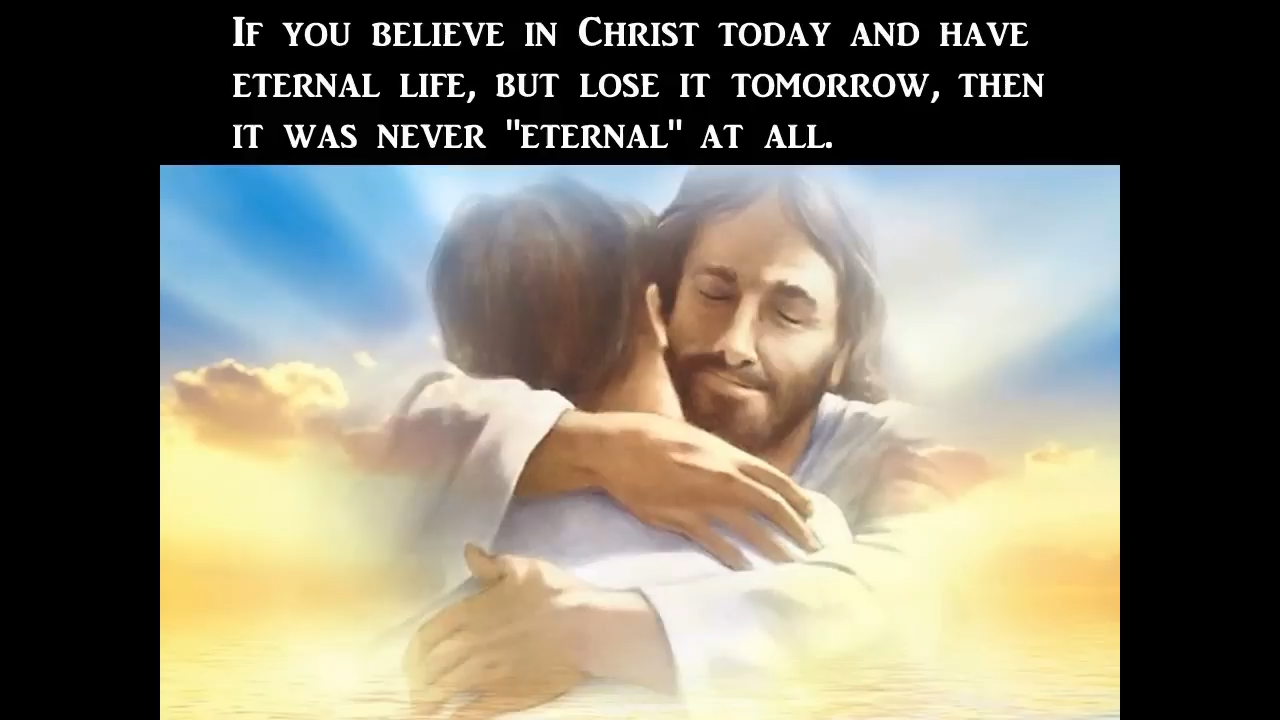 If you believe in Christ today and have
eternal life, but lose it tomorrow, then
it was never "eternal" at all.